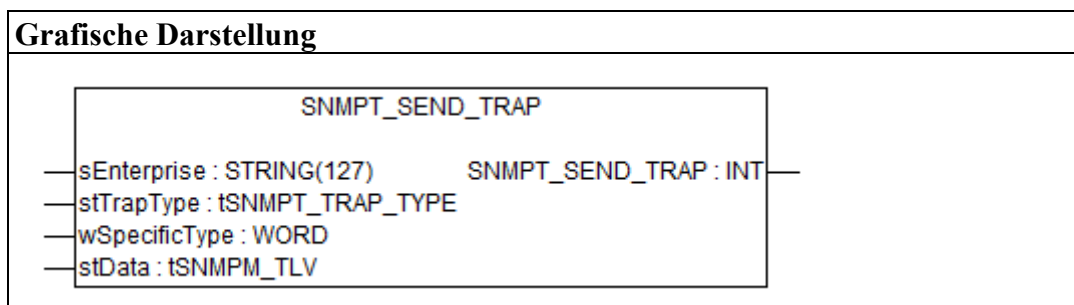 Grafische Darstellung
SNMPT_SEND_TRAP
sEnterprise : STRING(127) SNMPT_SEND_TRAP : INT
stTrapType : tSNMPT_TRAP_TYPE
wSpecificType : WORD
stData : tSNMPM_TLV